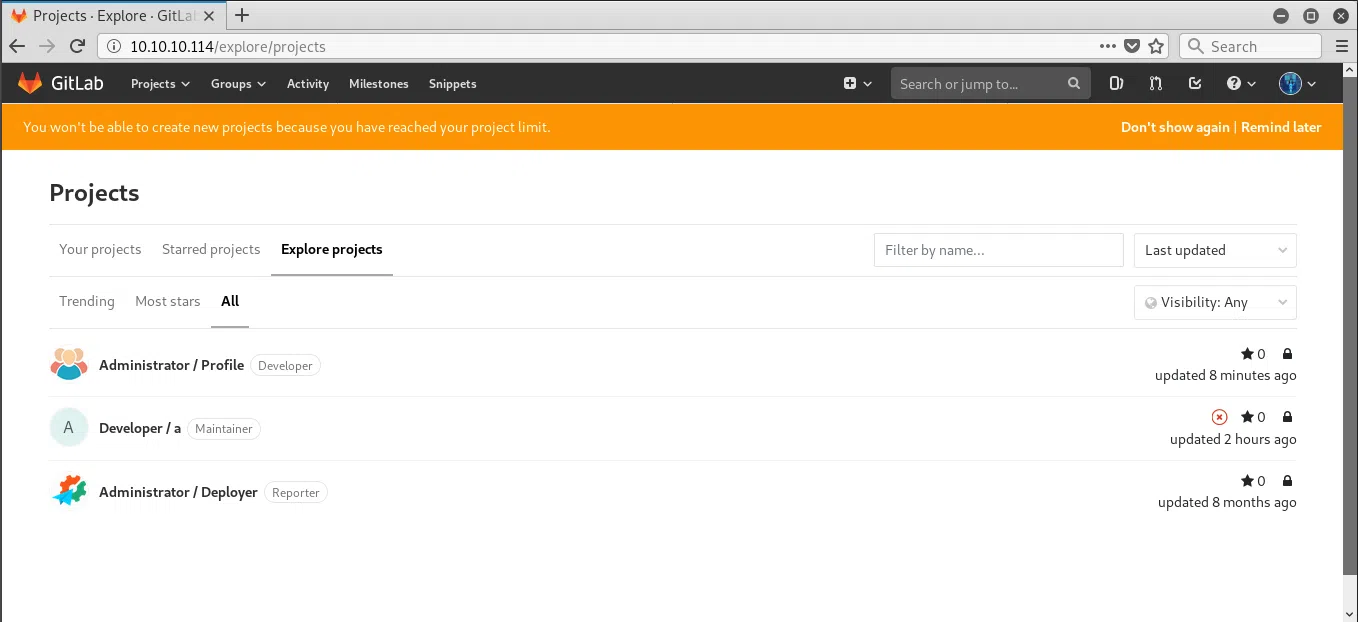 Projects · Explore · GitLa
10.10.10.114/explore/projects
Search
GitLab Projects Groups Activity Milestones Snippets Search or jump to...
You won't be able to create new projects because you have reached your project limit. Don't show again | Remind later
Projects
Your projects Starred projects Explore projects Filter by name... Last updated
Trending Most stars All Visibility: Any
Administrator / Profile Developer 0
updated 8 minutes ago
A Developer / a Maintainer 0
updated 2 hours ago
Administrator / Deployer Reporter 0
updated 8 months ago